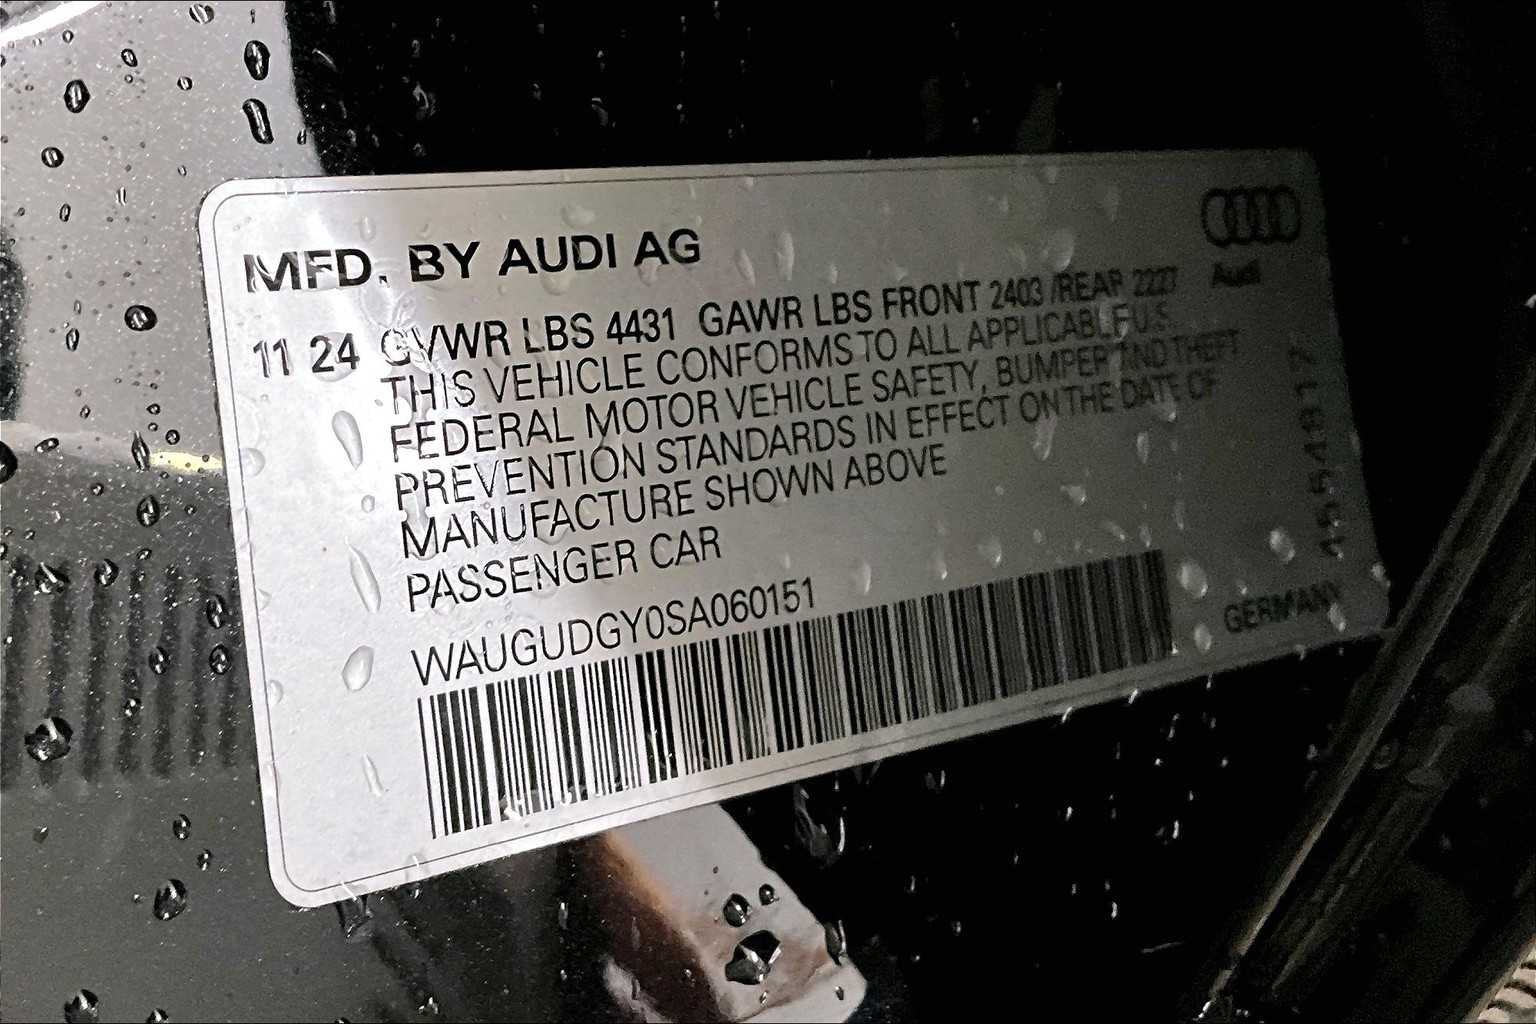 MFD. BY AUDI AG
Audi
11 24 GVWR LBS 4431 GAWR LBS FRONT 2403 /REAR 2227
THIS VEHICLE CONFORMS TO ALL APPLICABLE U.S.
FEDERAL MOTOR VEHICLE SAFETY, BUMPER AND THEFT
PREVENTION STANDARDS IN EFFECT ON THE DATE OF
MANUFACTURE SHOWN ABOVE
PASSENGER CAR
WAUGUDGY0SA060151
GERMANY